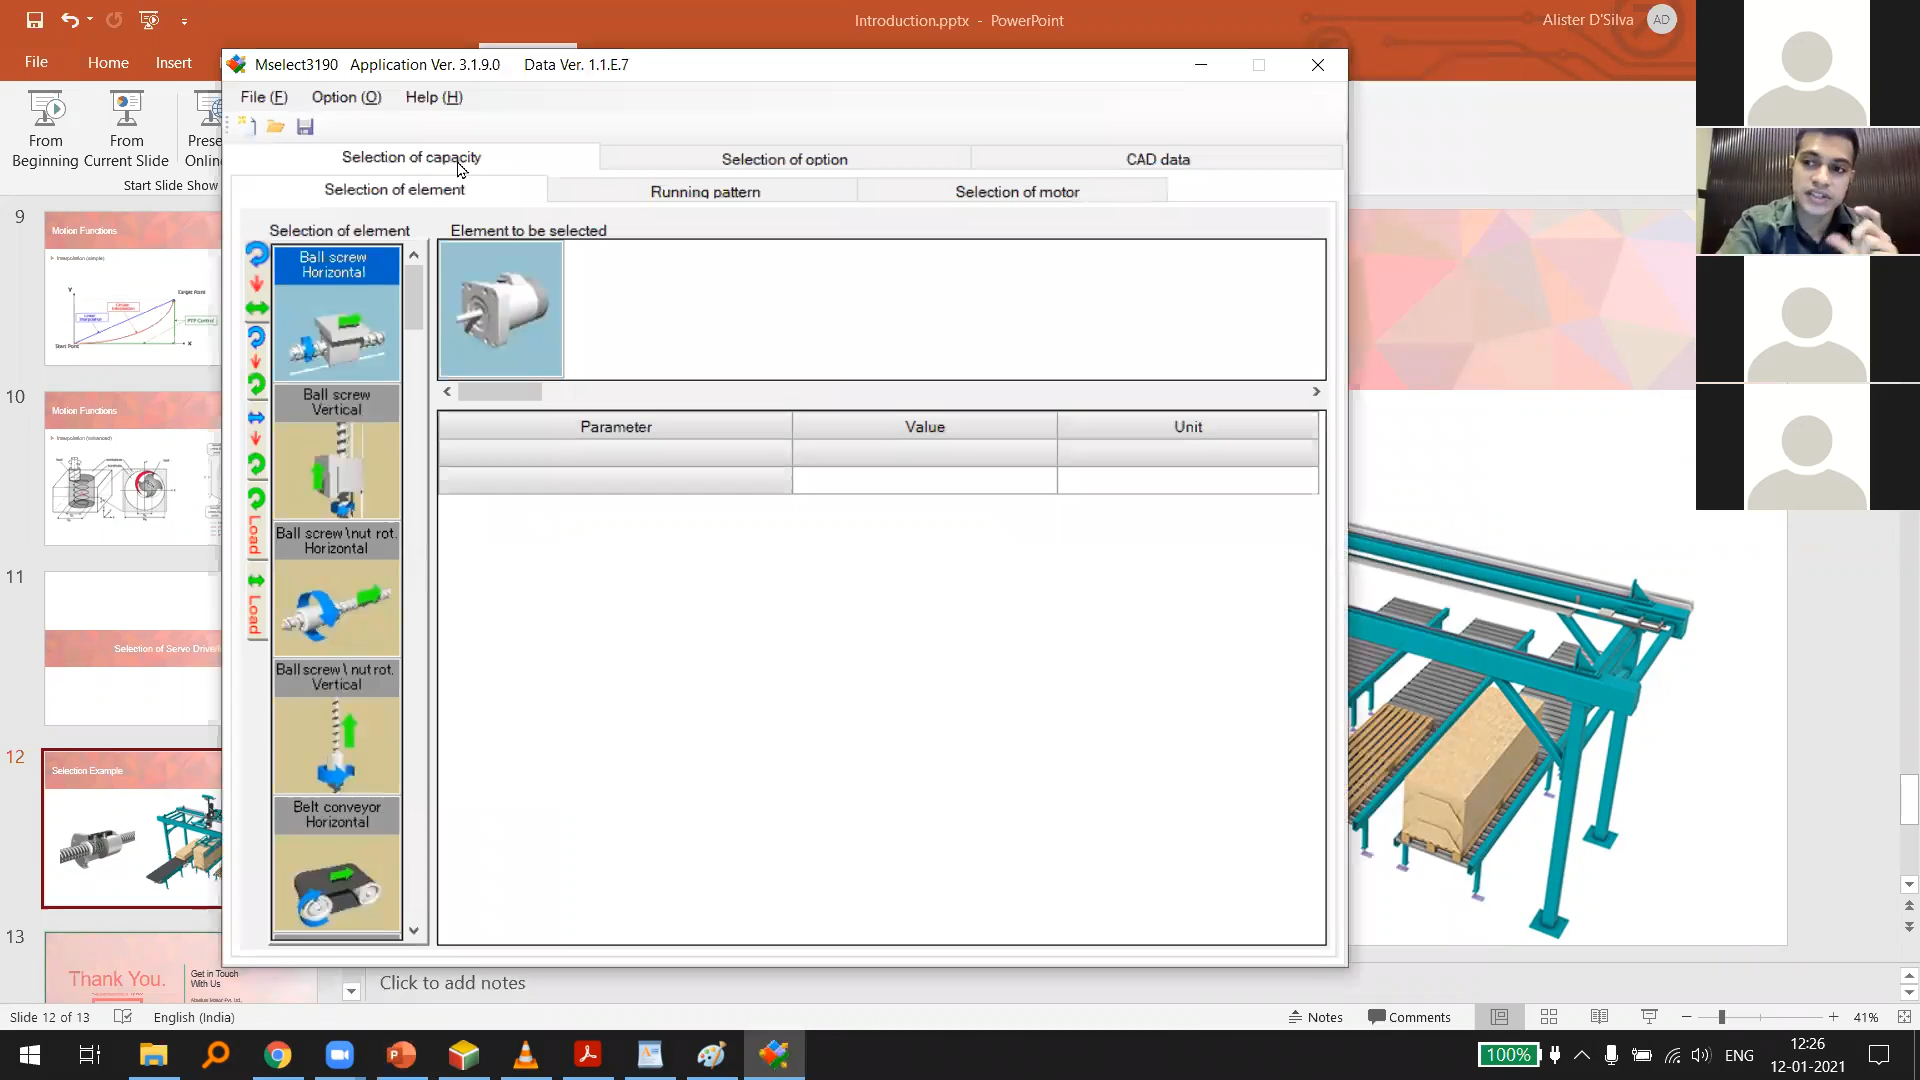 Introduction.pptx - PowerPoint
Alister D'Silva
AD
File
Home
Insert
From
Beginning
From
Current Slide
Start Slide Show
Mselect3190 Application Ver. 3.1.9.0 Data Ver. 1.1.E.7
File (F)
Option (O)
Help (H)
Selection of capacity
Selection of option
CAD data
Selection of element
Running pattern
Selection of motor
Selection of element
Element to be selected
Ball screw
Horizontal
Ball screw
Vertical
Ball screw \nut rot.
Horizontal
Ball screw \ nut rot.
Vertical
Belt conveyor
Horizontal
Load
Load
Parameter
Value
Unit
9
Motion Functions
Target Point
PTP Control
Start Point
Y
X
10
Motion Functions
11
Selection of Servo
12
Selection Example
13
Thank You.
Get in Touch
With Us
Click to add notes
Slide 12 of 13
English (India)
Notes
Comments
41%
100%
ENG
12:26
12-01-2021